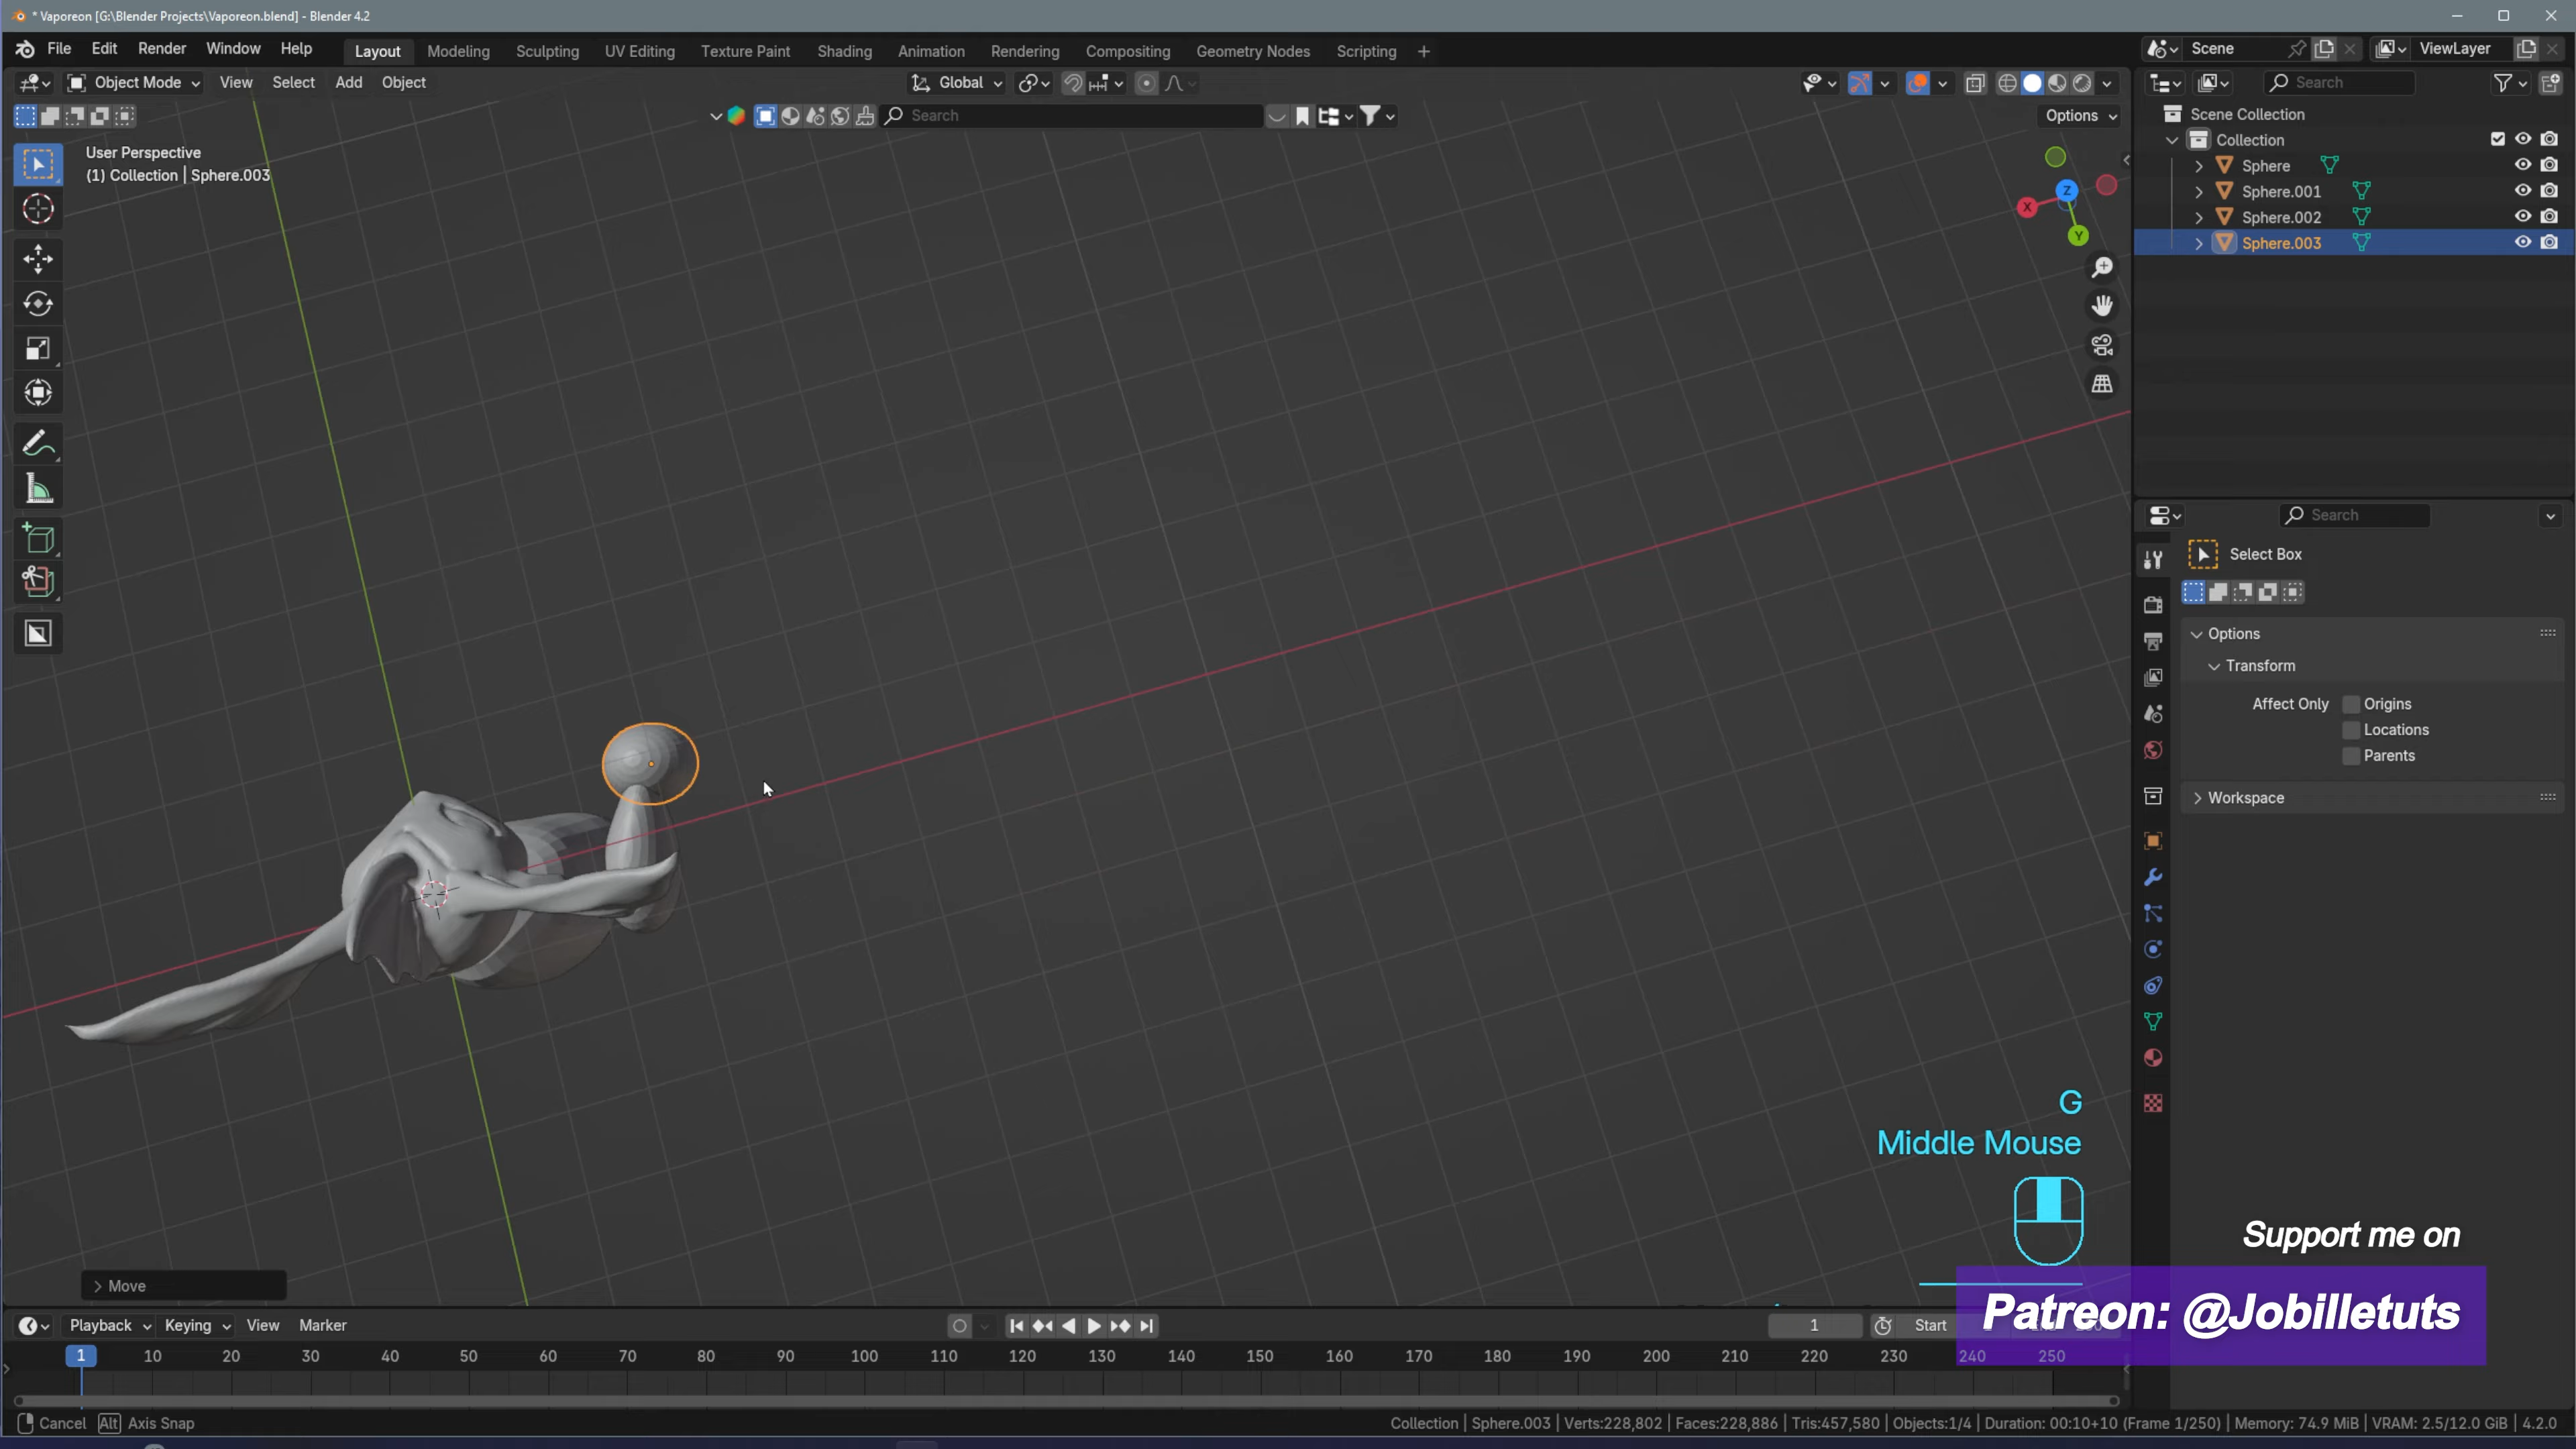 * Vaporeon [G:\Blender Projects\Vaporeon.blend] - Blender 4.2
File Edit Render Window Help Layout Modeling Sculpting UV Editing Texture Paint Shading Animation Rendering Compositing Geometry Nodes Scripting + Scene ViewLayer
Object Mode View Select Add Object Global Search
Search Options
Scene Collection
Collection
Sphere
Sphere.001
Sphere.002
Sphere.003
User Perspective
(1) Collection | Sphere.003
Z
X
Y
Search
Select Box
Options
Transform
Affect Only Origins
Locations
Parents
Workspace
G
Middle Mouse
Support me on
Patreon: @Jobilletuts
Move
Playback Keying View Marker 1 Start
1 10 20 30 40 50 60 70 80 90 100 110 120 130 140 150 160 170 180 190 200 210 220 230 240 250
Cancel Alt Axis Snap Collection | Sphere.003 | Verts:228,802 | Faces:228,886 | Tris:457,580 | Objects:1/4 | Duration: 00:10+10 (Frame 1/250) | Memory: 74.9 MiB | VRAM: 2.5/12.0 GiB | 4.2.0